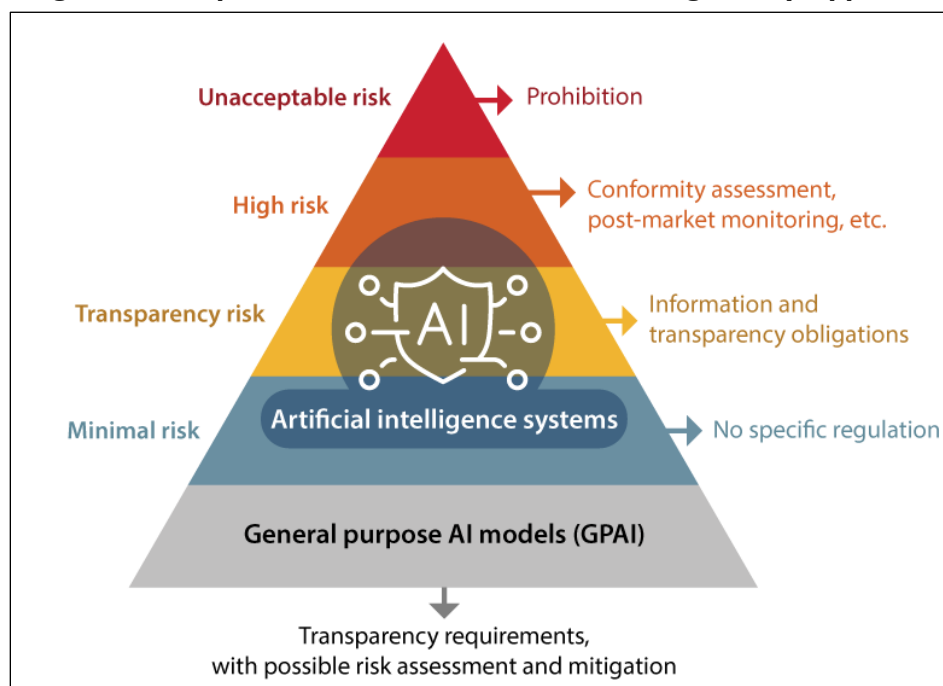 Unacceptable risk
Prohibition
High risk
Conformity assessment,
post-market monitoring, etc.
Transparency risk
Information and
transparency obligations
AI
Minimal risk
Artificial intelligence systems
No specific regulation
General purpose AI models (GPAI)
Transparency requirements,
with possible risk assessment and mitigation